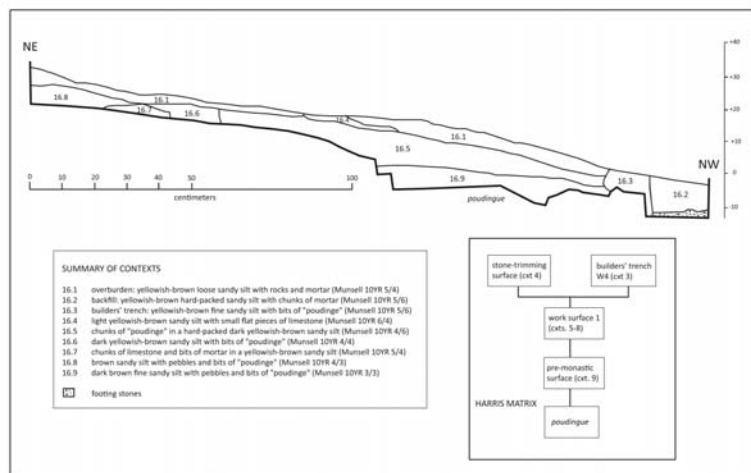 NE
+40
+30
+20
+10
0
-10
16.8
16.1
16.7
16.6
16.4
16.1
16.5
16.9
16.3
NW
16.2
0 10 20 30 40 50 100
centimeters
poudingue
SUMMARY OF CONTEXTS
16.1 overburden: yellowish-brown loose sandy silt with rocks and mortar (Munsell 10YR 5/4)
16.2 backfill: yellowish-brown hard-packed sandy silt with chunks of mortar (Munsell 10YR 5/6)
16.3 builders' trench: yellowish-brown fine sandy silt with bits of "poudinge" (Munsell 10YR 5/6)
16.4 light yellowish-brown sandy silt with small flat pieces of limestone (Munsell 10YR 6/4)
16.5 chunks of "poudinge" in a hard-packed dark yellowish-brown sandy silt (Munsell 10YR 4/6)
16.6 dark yellowish-brown sandy silt with bits of "poudinge" (Munsell 10YR 4/4)
16.7 chunks of limestone and bits of mortar in a yellowish-brown sandy silt (Munsell 10YR 5/4)
16.8 brown sandy silt with pebbles and bits of "poudinge" (Munsell 10YR 4/3)
16.9 dark brown fine sandy silt with pebbles and bits of "poudinge" (Munsell 10YR 3/3)
footing stones
stone-trimming
surface (cxt 4)
builders' trench
W4 (cxt 3)
work surface 1
(cxts. 5-8)
pre-monastic
surface (cxt. 9)
HARRIS MATRIX
poudingue